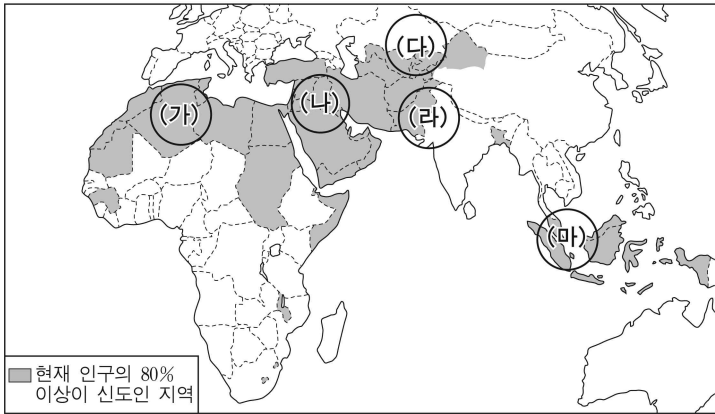 (다)
(가)
(나)
(라)
(마)
현재 인구의 80%
이상이 신도인 지역